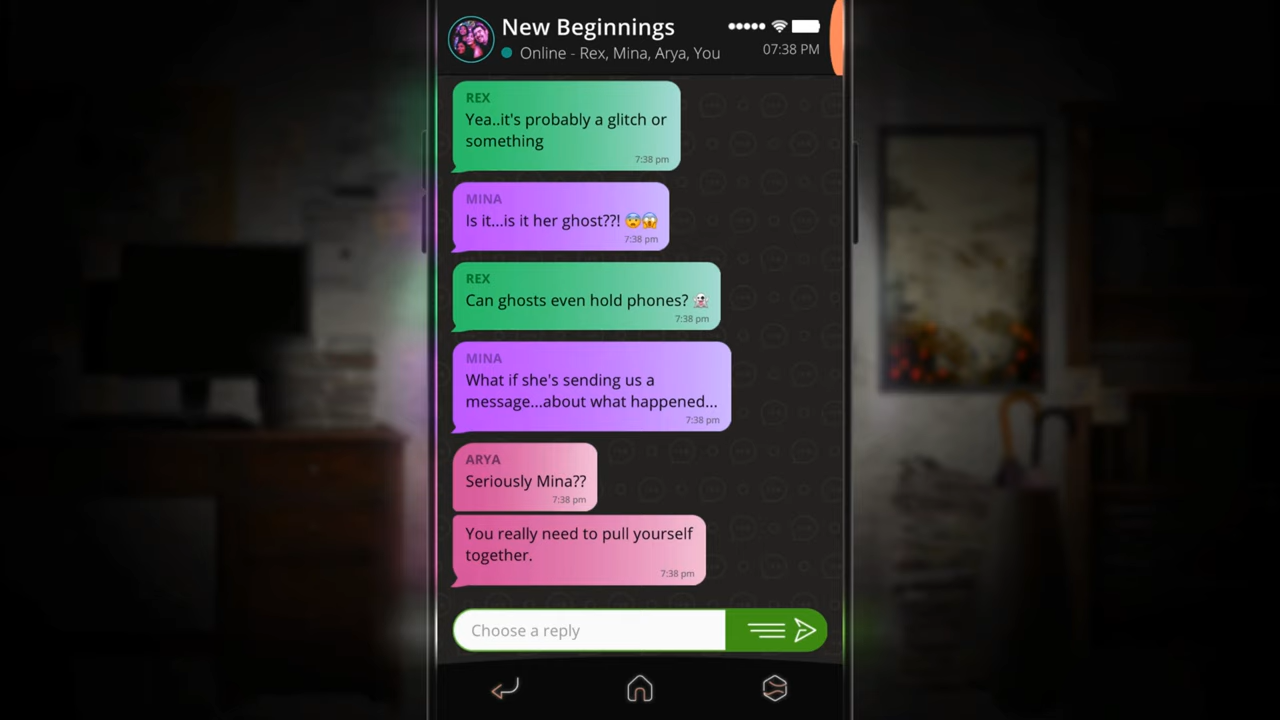 New Beginnings
Online - Rex, Mina, Arya, You
07:38 PM
REX
Yea..it's probably a glitch or
something
7:38 pm
MINA
Is it...is it her ghost??! 😨😱
7:38 pm
REX
Can ghosts even hold phones? 👻
7:38 pm
MINA
What if she's sending us a
message...about what happened...
7:38 pm
ARYA
Seriously Mina??
7:38 pm
You really need to pull yourself
together.
7:38 pm
Choose a reply